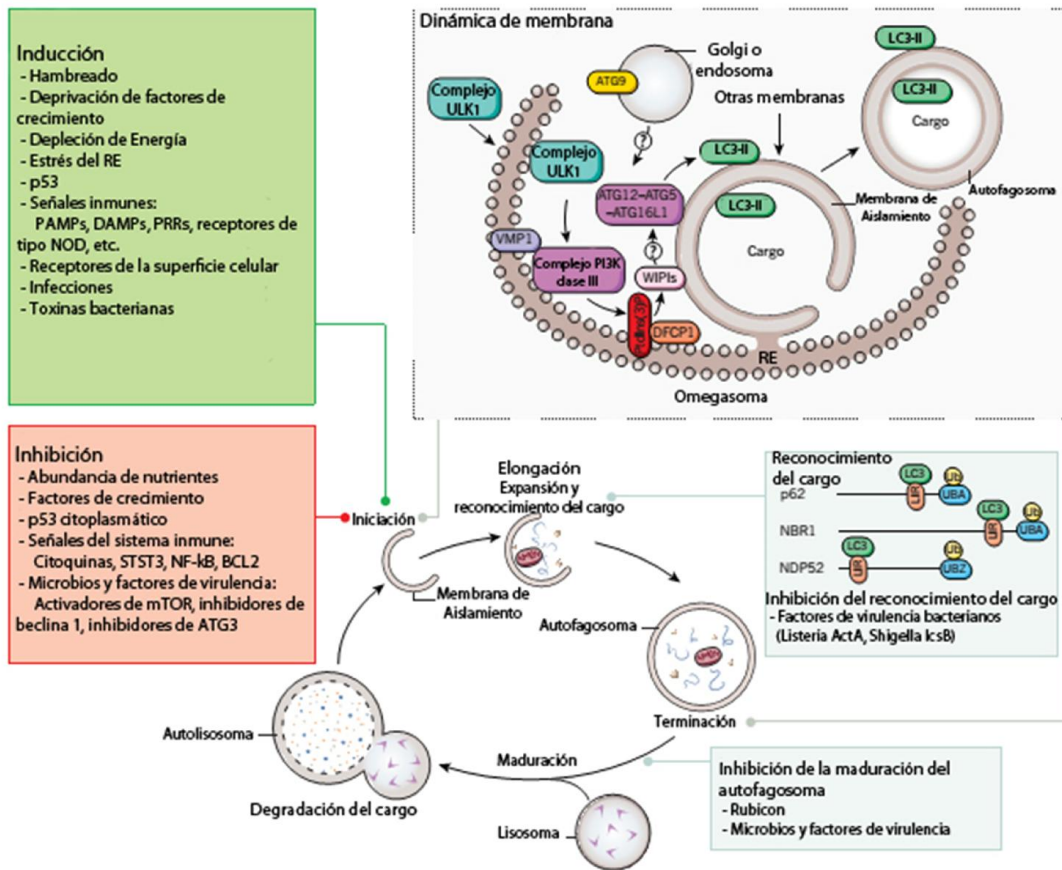 Inducción
- Hambreado
- Deprivación de factores de
crecimiento
- Depleción de Energía
- Estrés del RE
- p53
- Señales inmunes:
PAMPs, DAMPs, PRRs, receptores de
tipo NOD, etc.
- Receptores de la superficie celular
- Infecciones
- Toxinas bacterianas
Inhibición
- Abundancia de nutrientes
- Factores de crecimiento
- p53 citoplasmático
- Señales del sistema inmune:
Citoquinas, STST3, NF-kB, BCL2
- Microbios y factores de virulencia:
Activadores de mTOR, inhibidores de
beclina 1, inhibidores de ATG3
Dinámica de membrana
Complejo
ULK1
Complejo
ULK1
ATG9
Golgi o
endosoma
Otras membranas
?
ATG12–ATG5
–ATG16L1
?
VMP1
Complejo PI3K
clase III
WIPIs
PtdIns(3)P
DFCP1
LC3-II
LC3-II
Cargo
Membrana de
Aislamiento
LC3-II
LC3-II
Cargo
Autofagosoma
RE
Omegasoma
Iniciación
Membrana de
Aislamiento
Elongación
Expansión y
reconocimiento del cargo
Autofagosoma
Terminación
Maduración
Lisosoma
Autolisosoma
Degradación del cargo
Reconocimiento
del cargo
p62
LC3
LIR
Ub
UBA
NBR1
LC3
LIR
Ub
UBA
NDP52
LC3
LIR
Ub
UBZ
Inhibición del reconocimiento del cargo
- Factores de virulencia bacterianos
(Listeria ActA, Shigella IcsB)
Inhibición de la maduración del
autofagosoma
- Rubicon
- Microbios y factores de virulencia